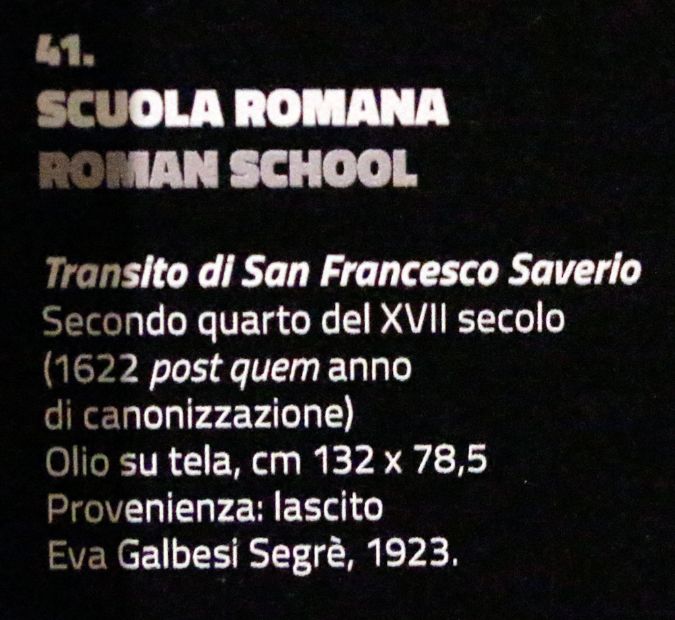 41.
SCUOLA ROMANA
ROMAN SCHOOL
Transito di San Francesco Saverio
Secondo quarto del XVII secolo
(1622 post quem anno
di canonizzazione)
Olio su tela, cm 132 x 78,5
Provenienza: lascito
Eva Galbesi Segrè, 1923.